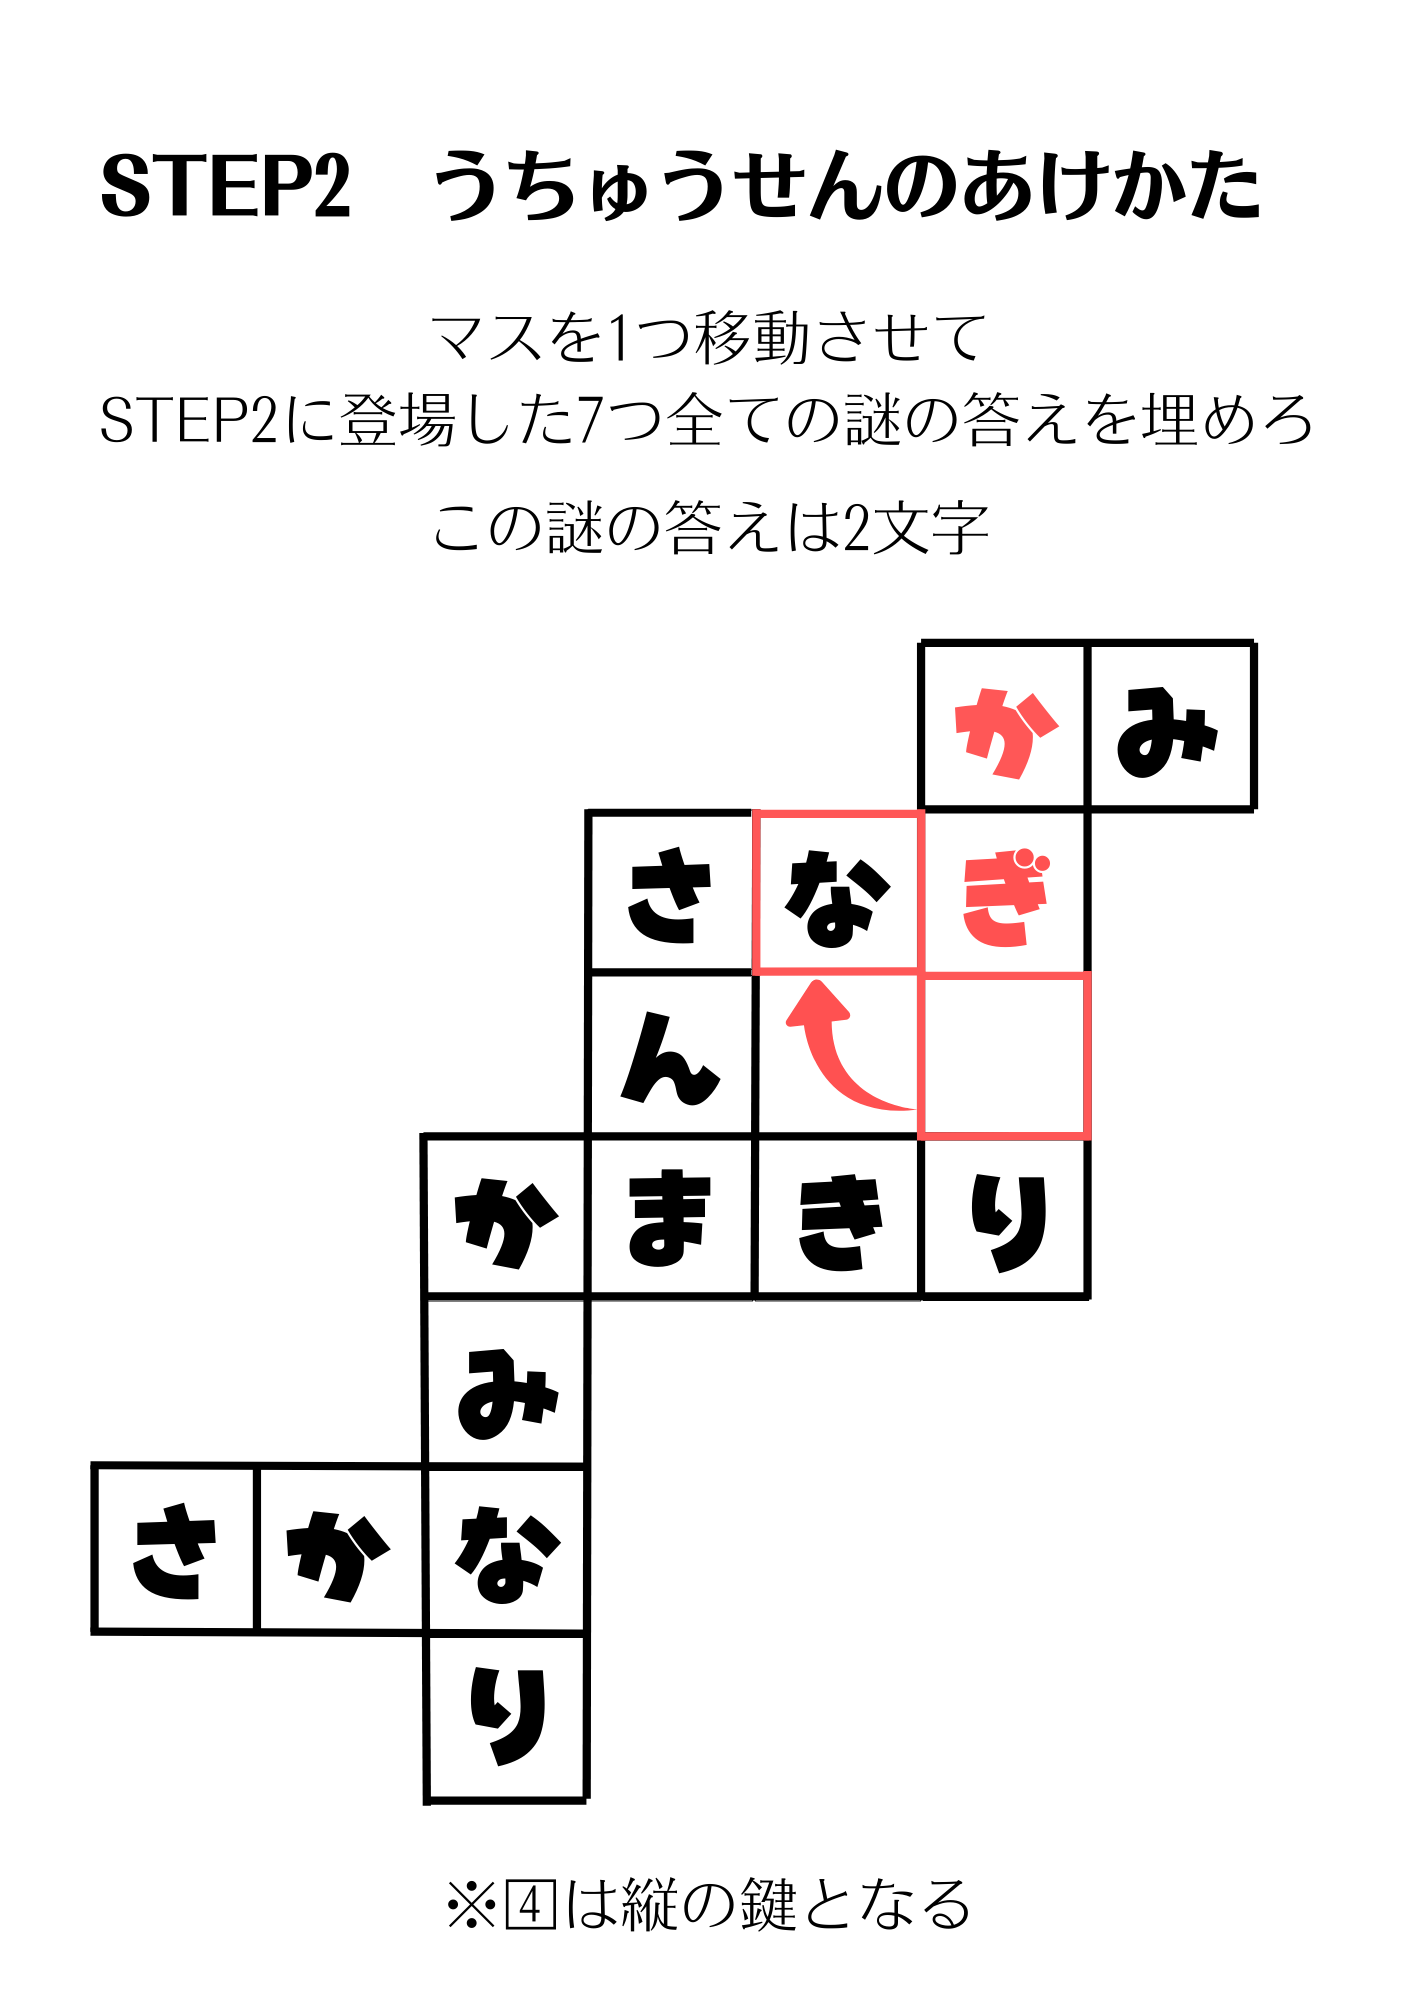 STEP2 うちゅうせんのあけかた
マスを1つ移動させて
STEP2に登場した7つ全ての謎の答えを埋めろ
この謎の答えは2文字
かみ
さなぎ
ん
かまきり
み
さかな
り
※4は縦の鍵となる